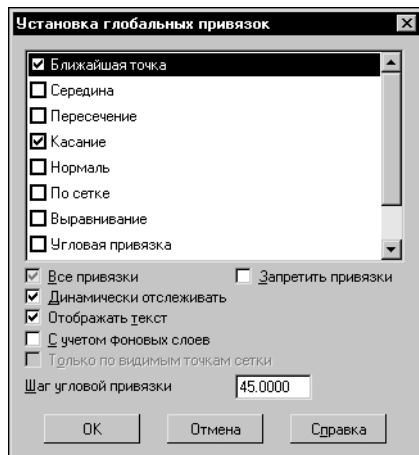 Установка глобальных привязок
Ближайшая точка
Середина
Пересечение
Касание
Нормаль
По сетке
Выравнивание
Угловая привязка
Все привязки Запретить привязки
Динамически отслеживать
Отображать текст
С учетом фоновых слоев
Только по видимым точкам сетки
Шаг угловой привязки 45.0000
OK Отмена Справка